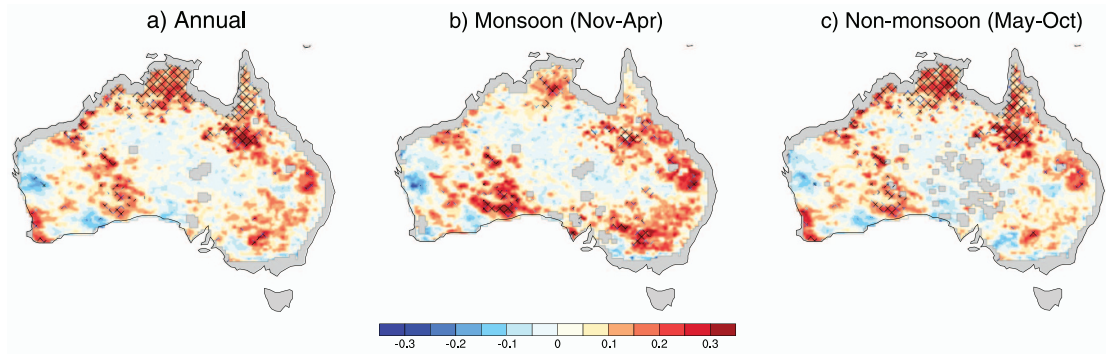 a) Annual
b) Monsoon (Nov-Apr)
c) Non-monsoon (May-Oct)
-0.3 -0.2 -0.1 0 0.1 0.2 0.3